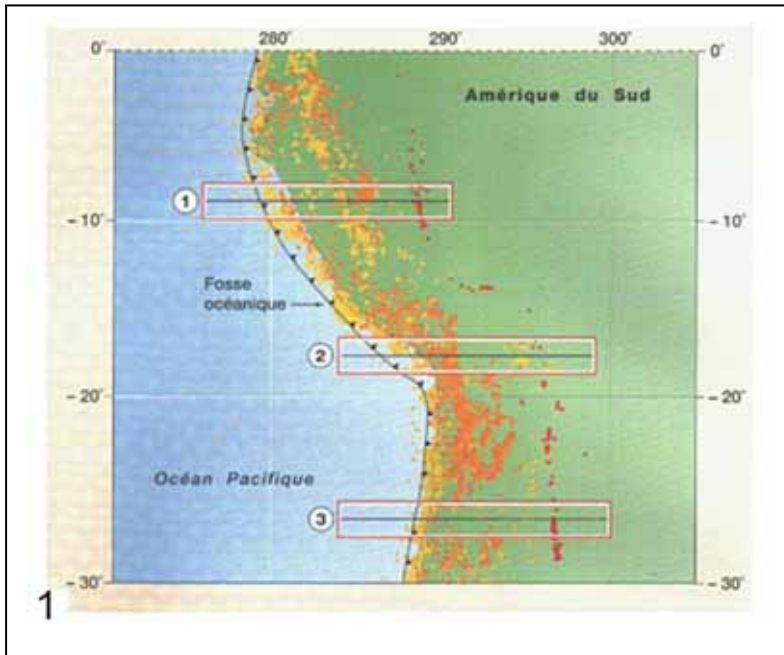 280° 290° 300°
0° 0°
Amérique du Sud
1
– 10° – 10°
Fosse
océanique
2
– 20° – 20°
Océan Pacifique
3
– 30° – 30°
1